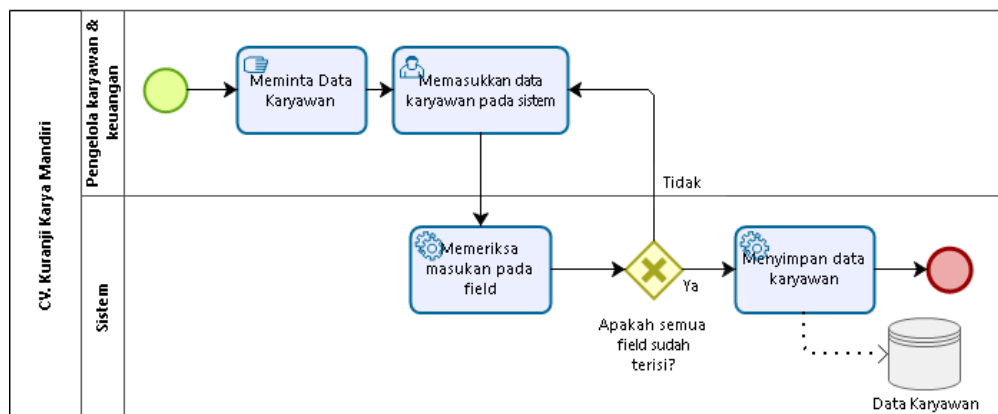 CV. Kuranji Karya Mandiri
Pengelola karyawan &
keuangan
Meminta Data
Karyawan
Memasukkan data
karyawan pada sistem
Tidak
Sistem
Memeriksa
masukan pada
field
Apakah semua
field sudah
terisi?
Ya
Menyimpan data
karyawan
Data Karyawan